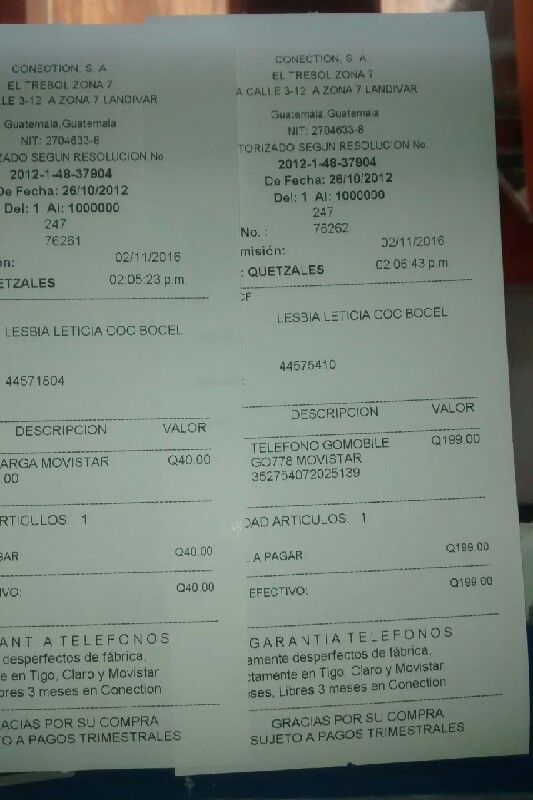 CONECTION, S. A
EL TREBOL ZONA 7
LLE 3-12 A ZONA 7 LANDIVAR
Guatemala,Guatemala
NIT: 2704633-8
ZADO SEGUN RESOLUCION No.
2012-1-48-37904
De Fecha: 26/10/2012
Del: 1 Al: 1000000
247
76261
ón: 02/11/2016
ETZALES 02:05:23 p.m.
LESBIA LETICIA COC BOCEL
44571504
DESCRIPCION VALOR
ARGA MOVISTAR Q40.00
00
ARTICULOS: 1
GAR: Q40.00
IVO: Q40.00
ANT A TELEFONOS
desperfectos de fábrica,
e en Tigo, Claro y Movistar
ibres 3 meses en Conection
GRACIAS POR SU COMPRA
TO A PAGOS TRIMESTRALES
CONECTION, S. A
EL TREBOL ZONA 7
A CALLE 3-12 A ZONA 7 LANDIVAR
Guatemala,Guatemala
NIT: 2704633-8
TORIZADO SEGUN RESOLUCION No.
2012-1-48-37904
De Fecha: 26/10/2012
Del: 1 Al: 1000000
247
No. : 76262
misión: 02/11/2016
: QUETZALES 02:06:43 p.m.
CF
LESBIA LETICIA COC BOCEL
: 44575410
DESCRIPCION VALOR
TELEFONO GOMOBILE Q199.00
GO778 MOVISTAR
352754072025139
DAD ARTICULOS: 1
A PAGAR: Q199.00
EFECTIVO: Q199.00
GARANTIA TELEFONOS
amente desperfectos de fábrica,
ctamente en Tigo, Claro y Movistar
eses, Libres 3 meses en Conection
GRACIAS POR SU COMPRA
SUJETO A PAGOS TRIMESTRALES